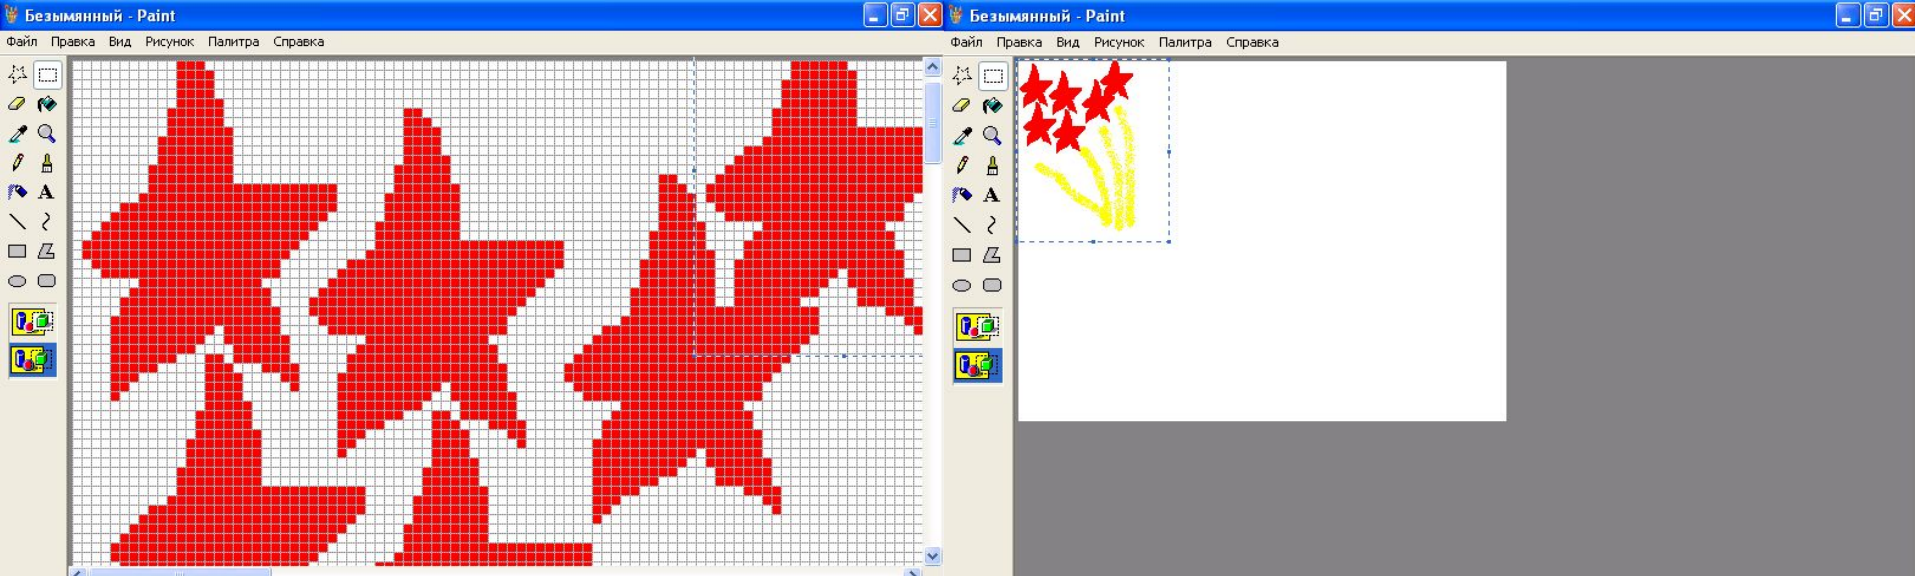 Безымянный - Paint
Файл Правка Вид Рисунок Палитра Справка
A
Безымянный - Paint
Файл Правка Вид Рисунок Палитра Справка
A